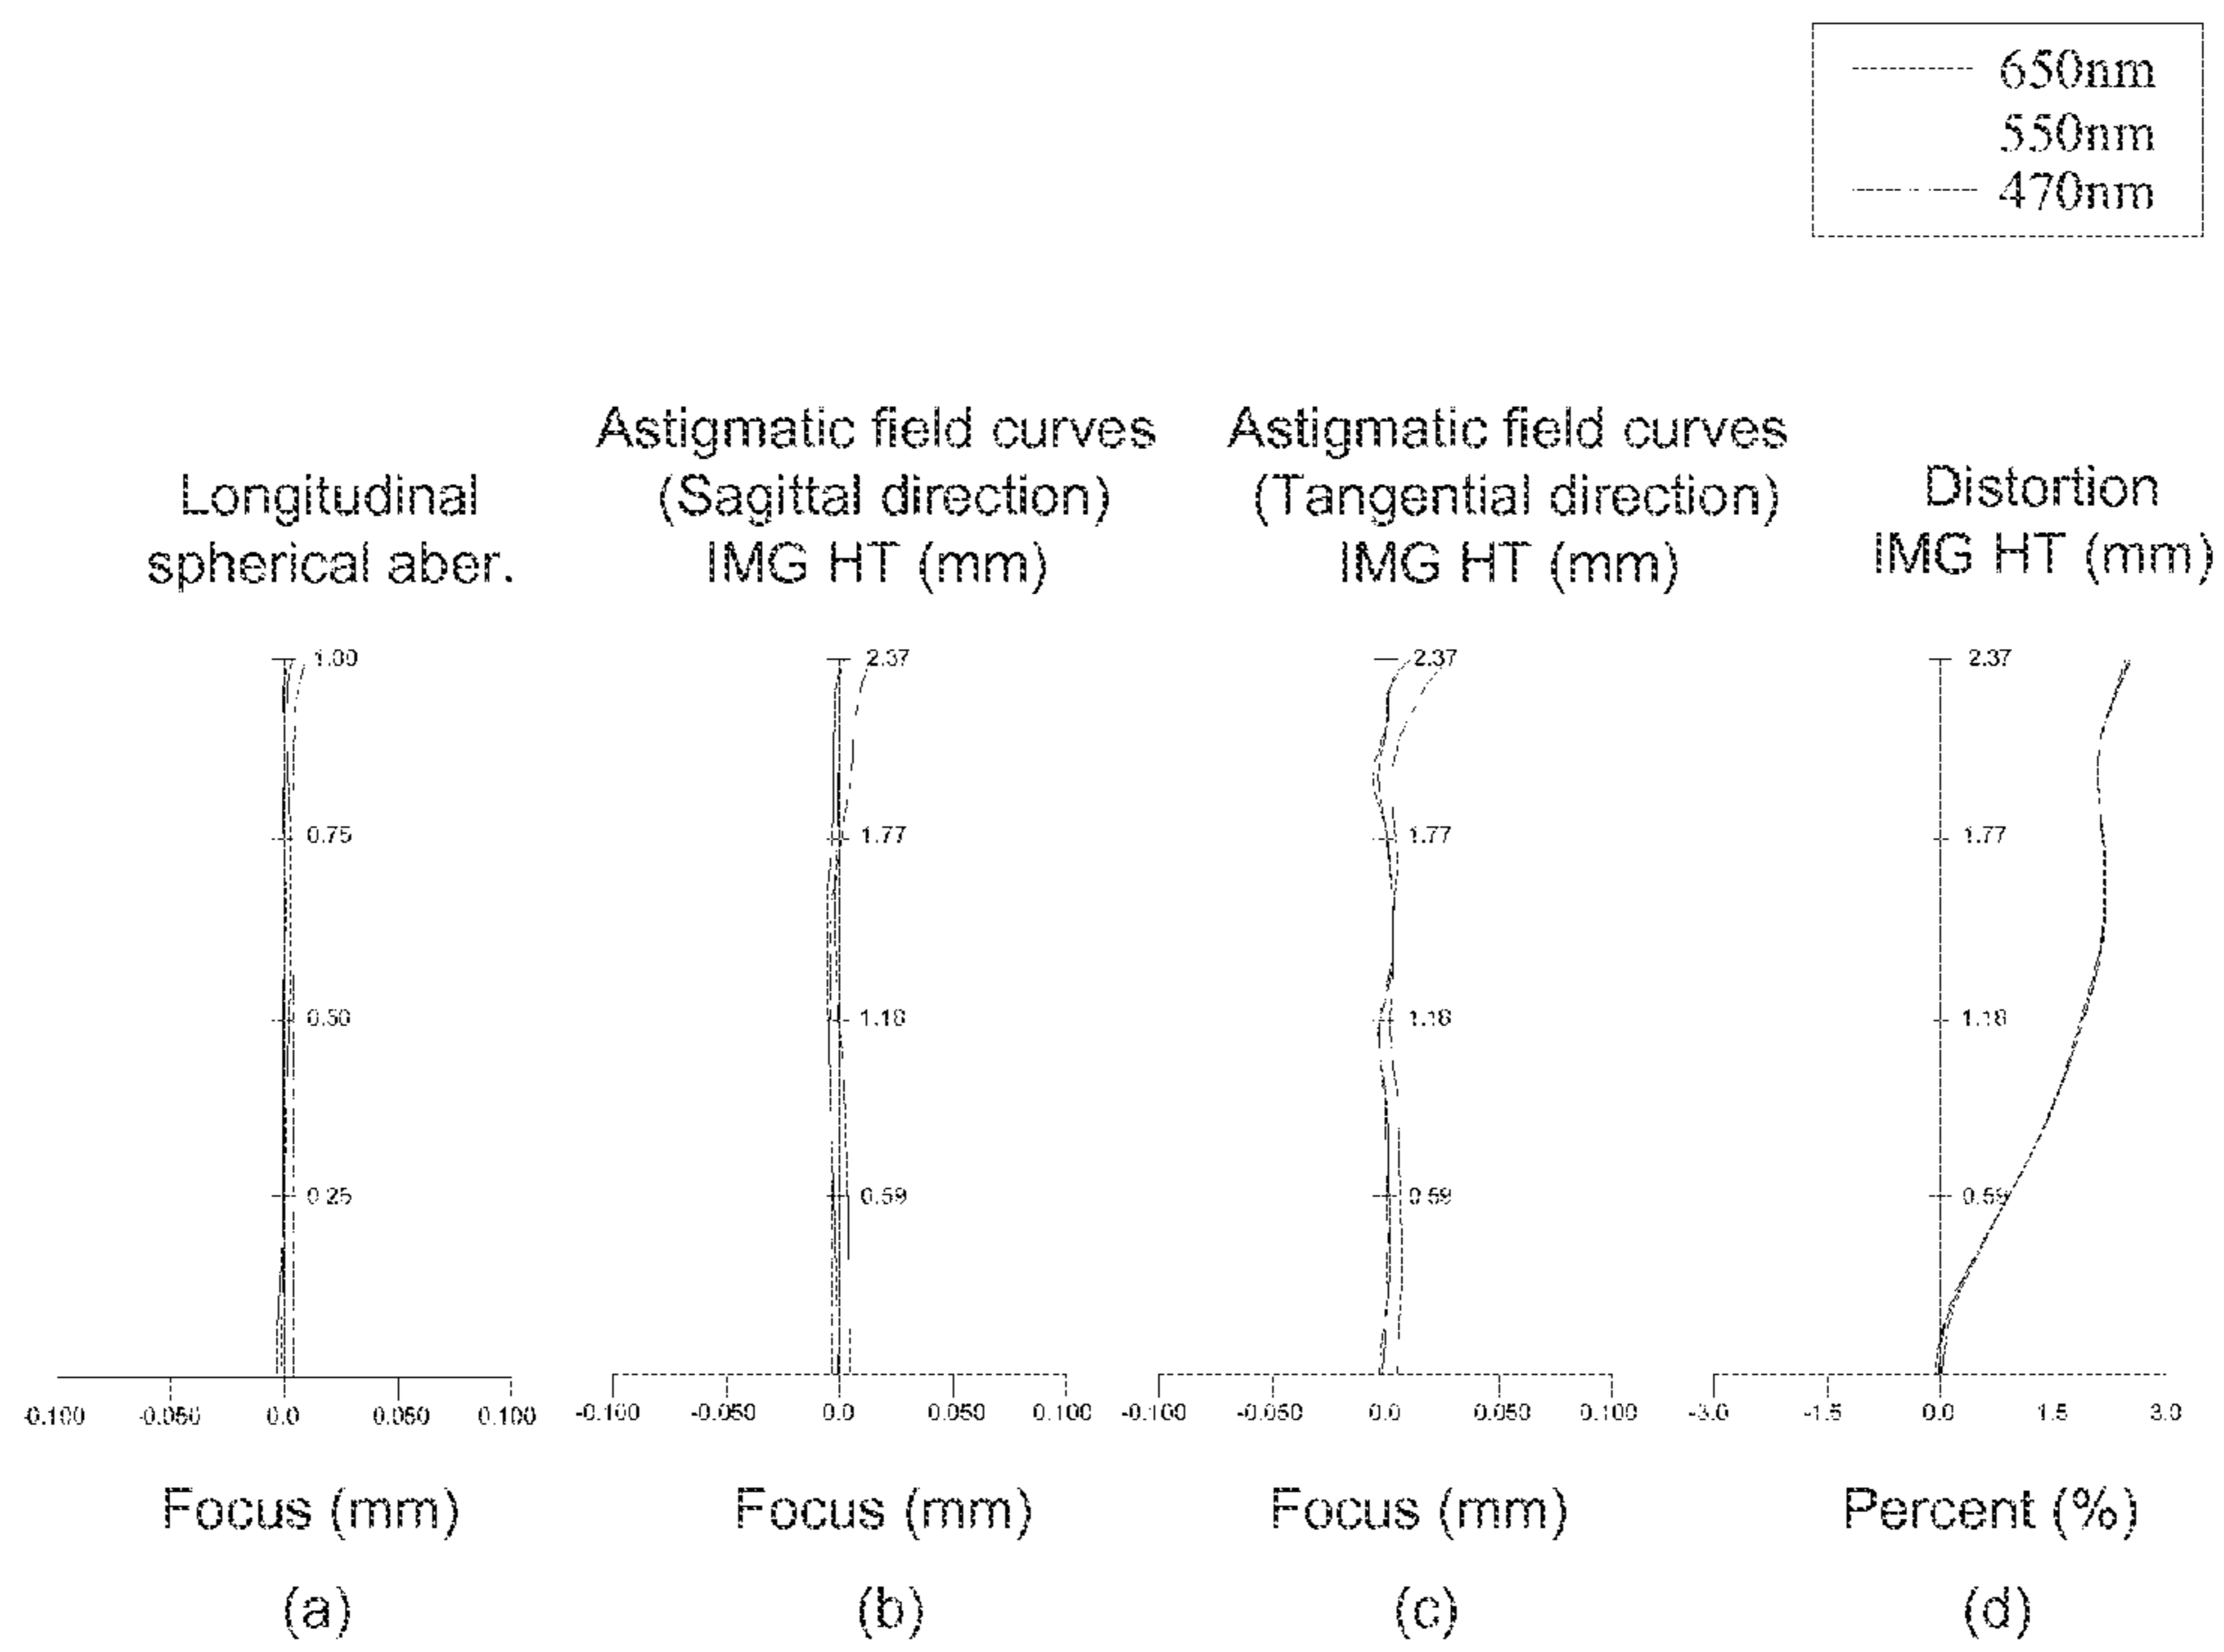 650nm
550nm
470nm
Longitudinal
spherical aber.
Astigmatic field curves
(Sagittal direction)
IMG HT (mm)
Astigmatic field curves
(Tangential direction)
IMG HT (mm)
Distortion
IMG HT (mm)
1.00
0.75
0.50
0.25
0.100 -0.050 0.0 0.050 0.100
Focus (mm)
(a)
2.37
1.77
1.18
0.59
-0.100 -0.050 0.0 0.050 0.100
Focus (mm)
(b)
2.37
1.77
1.18
0.59
-0.100 -0.050 0.0 0.050 0.100
Focus (mm)
(c)
2.37
1.77
1.18
0.59
-3.0 -1.5 0.0 1.5 3.0
Percent (%)
(d)